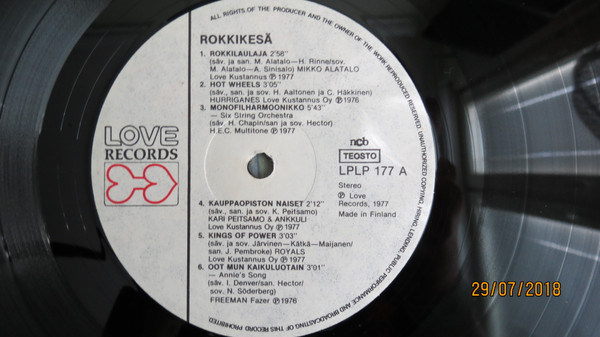 ALL RIGHTS OF THE PRODUCER AND THE OWNER OF THE WORK REPRODUCED RESERVED. UNAUTHORIZED COPYING, HIRING, LENDING, PUBLIC PERFORMANCE AND BROADCASTING OF THIS RECORD PROHIBITED.
ROKKIKESÄ
1. ROKKILAULAJA 2'58"
(säv. ja san. M. Alatalo—H. Rinne/sov.
M. Alatalo—A. Sinisalo) MIKKO ALATALO
Love Kustannus ℗ 1977
2. HOT WHEELS 3'05"
(säv., san. ja sov. H. Aaltonen ja C. Häkkinen)
HURRIGANES Love Kustannus Oy ℗ 1976
3. MONOFILHARMOONIKKO 5'43"
— Six String Orchestra
(säv. H. Chapin/san ja sov. Hector)
H.E.C. Multitone ℗ 1977
LOVE
RECORDS
ncb
TEOSTO
LPLP 177 A
Stereo
℗ Love
Records, 1977
Made in Finland
4. KAUPPAOPISTON NAISET 2'12"
(säv., san. ja sov. K. Peitsamo)
KARI PEITSAMO & ANKKULI
Love Kustannus Oy ℗ 1977
5. KINGS OF POWER 3'03"
(säv. ja sov. Järvinen—Kätkä—Maijanen/
san. J. Pembroke) ROYALS
Love Kustannus Oy ℗ 1977
6. OOT MUN KAIKULUOTAIN 3'01"
— Annie's Song
(säv. I. Denver/san. Hector/
sov. N. Söderberg)
FREEMAN Fazer ℗ 1976
29/07/2018